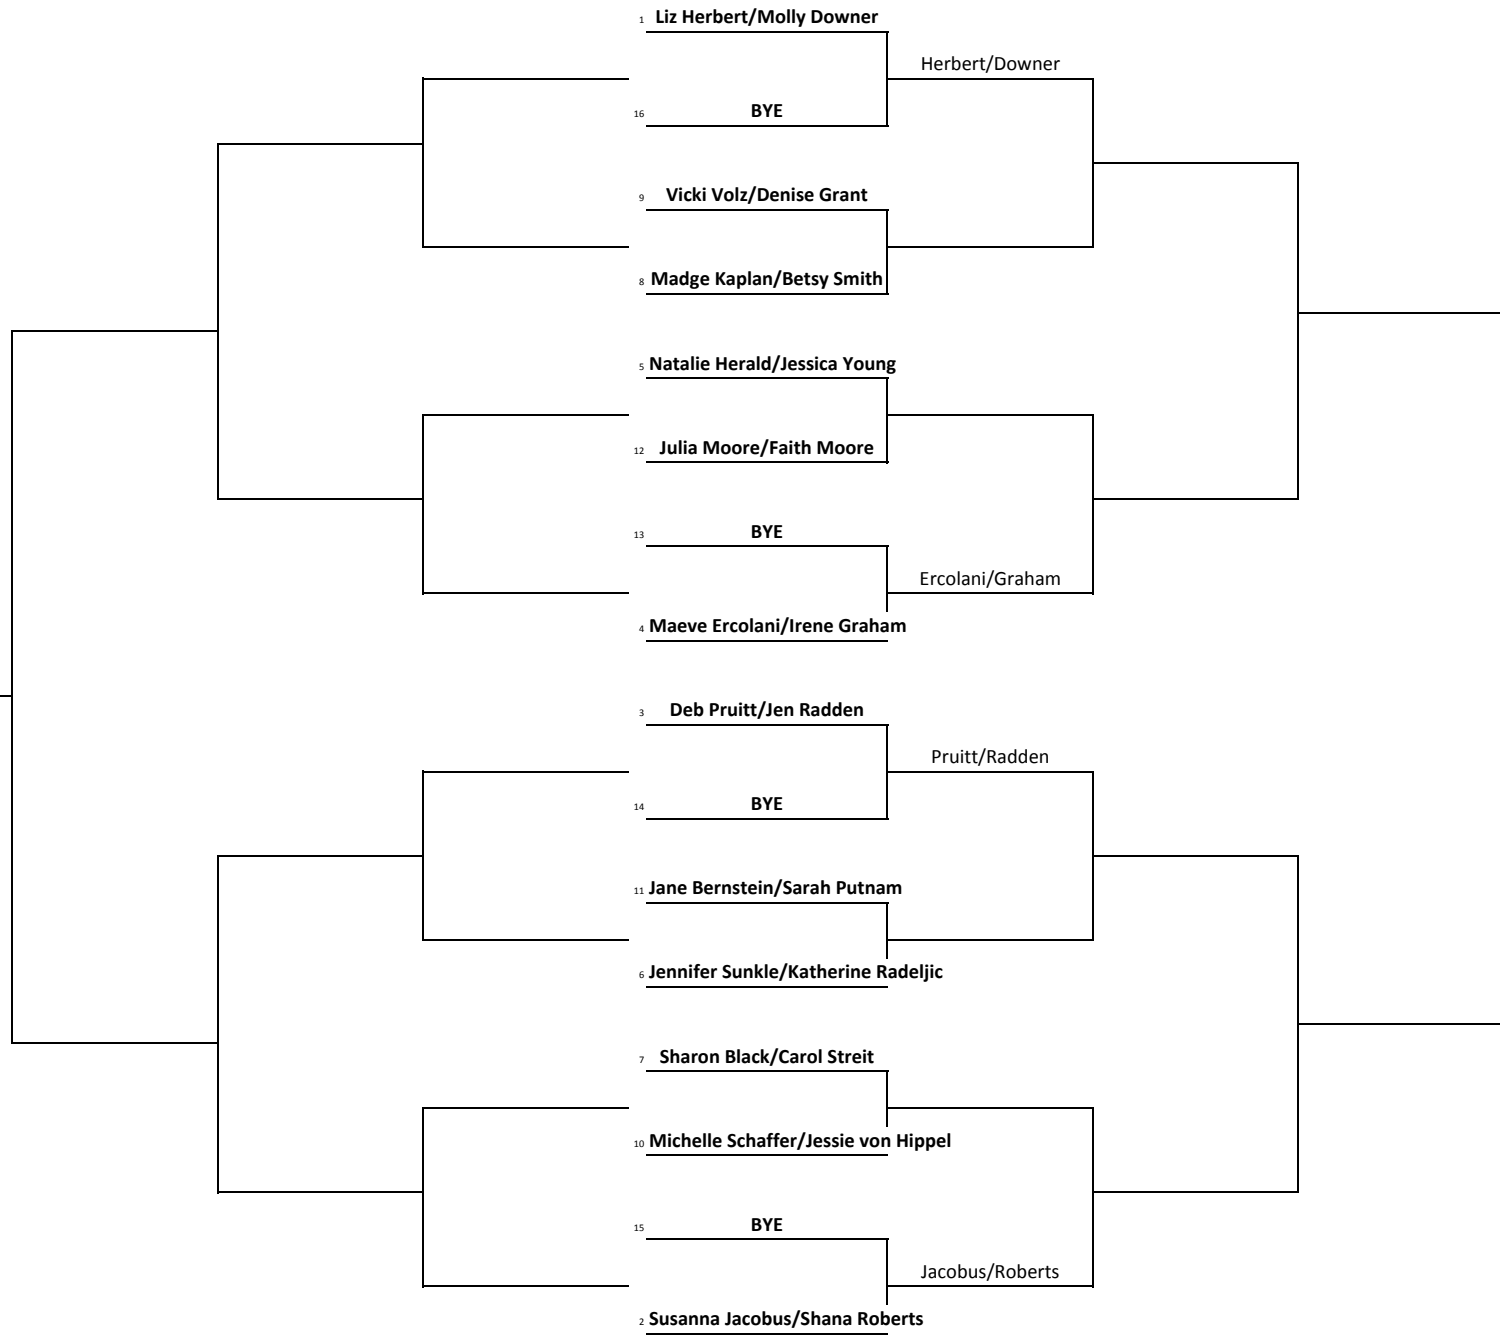 1 Liz Herbert/Molly Downer
Herbert/Downer
16 BYE
9 Vicki Volz/Denise Grant
8 Madge Kaplan/Betsy Smith
5 Natalie Herald/Jessica Young
12 Julia Moore/Faith Moore
13 BYE
Ercolani/Graham
4 Maeve Ercolani/Irene Graham
3 Deb Pruitt/Jen Radden
Pruitt/Radden
14 BYE
11 Jane Bernstein/Sarah Putnam
6 Jennifer Sunkle/Katherine Radeljic
7 Sharon Black/Carol Streit
10 Michelle Schaffer/Jessie von Hippel
15 BYE
Jacobus/Roberts
2 Susanna Jacobus/Shana Roberts